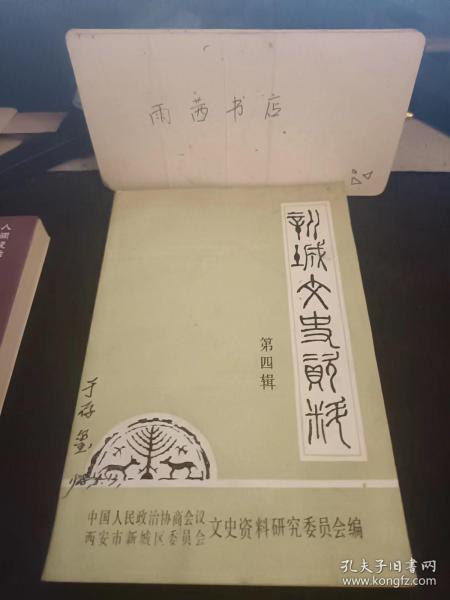 雨茜书店
新城文史资料
第四辑
中国人民政治协商会议
西安市新城区委员会
文史资料研究委员会编
孔夫子旧书网
www.kongfz.com